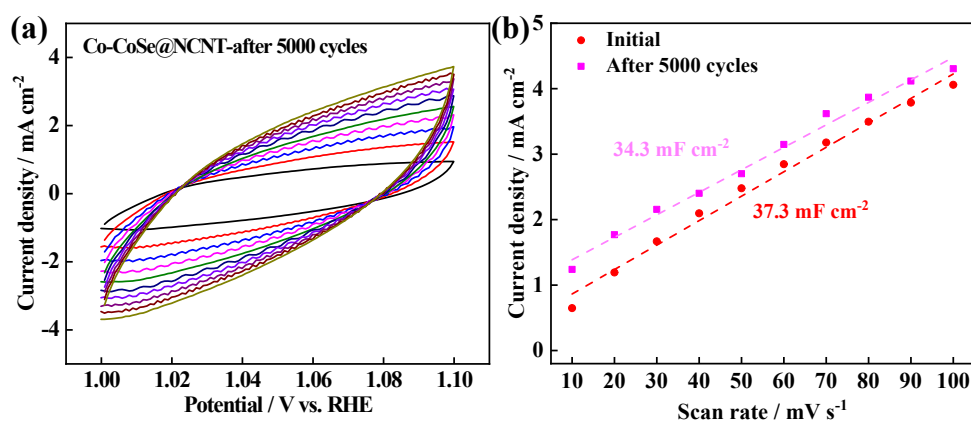 (a)
Co-CoSe@NCNT-after 5000 cycles
Current density / mA cm⁻²
4
2
0
-2
-4
1.00 1.02 1.04 1.06 1.08 1.10
Potential / V vs. RHE
(b)
Initial
After 5000 cycles
34.3 mF cm⁻²
37.3 mF cm⁻²
Current density / mA cm⁻²
5
4
3
2
1
0
10 20 30 40 50 60 70 80 90 100
Scan rate / mV s⁻¹